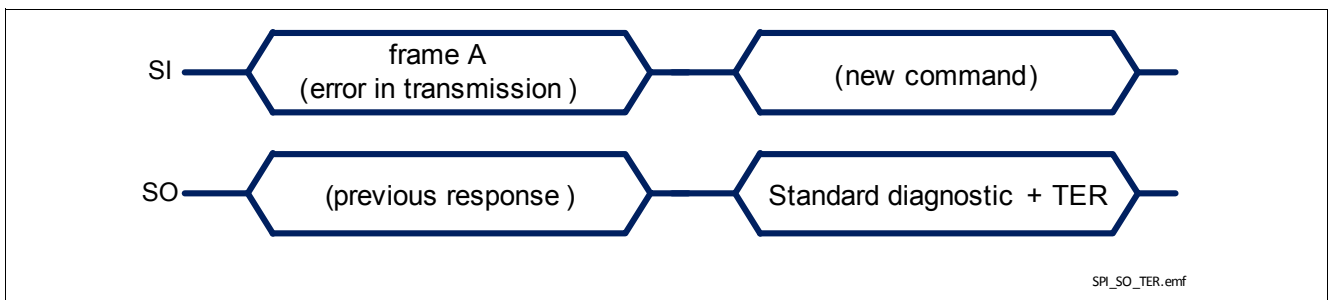 SI
frame A
(error in transmission )
(new command)
SO
(previous response )
Standard diagnostic + TER
SPI_SO_TER.emf